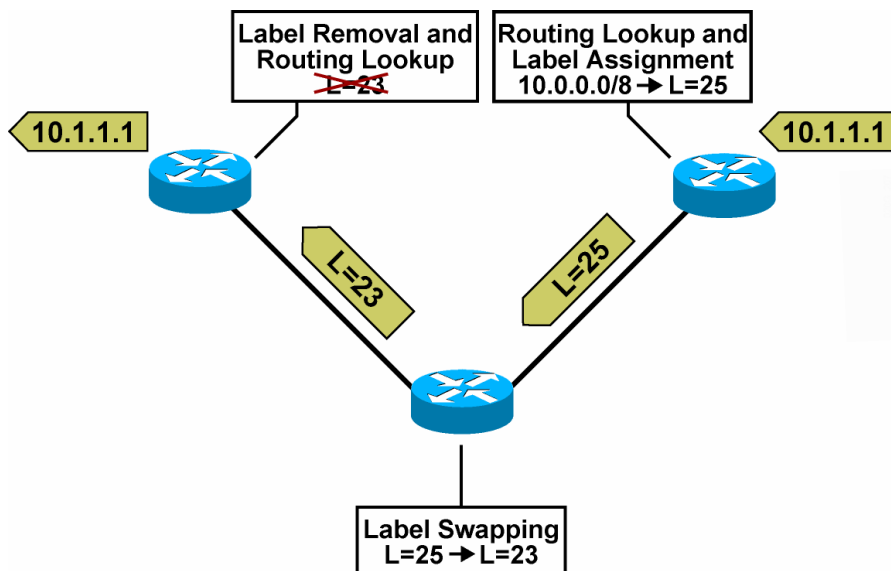 Label Removal and
Routing Lookup
L=23
Routing Lookup and
Label Assignment
10.0.0.0/8 → L=25
10.1.1.1
10.1.1.1
L=23
L=25
Label Swapping
L=25 → L=23